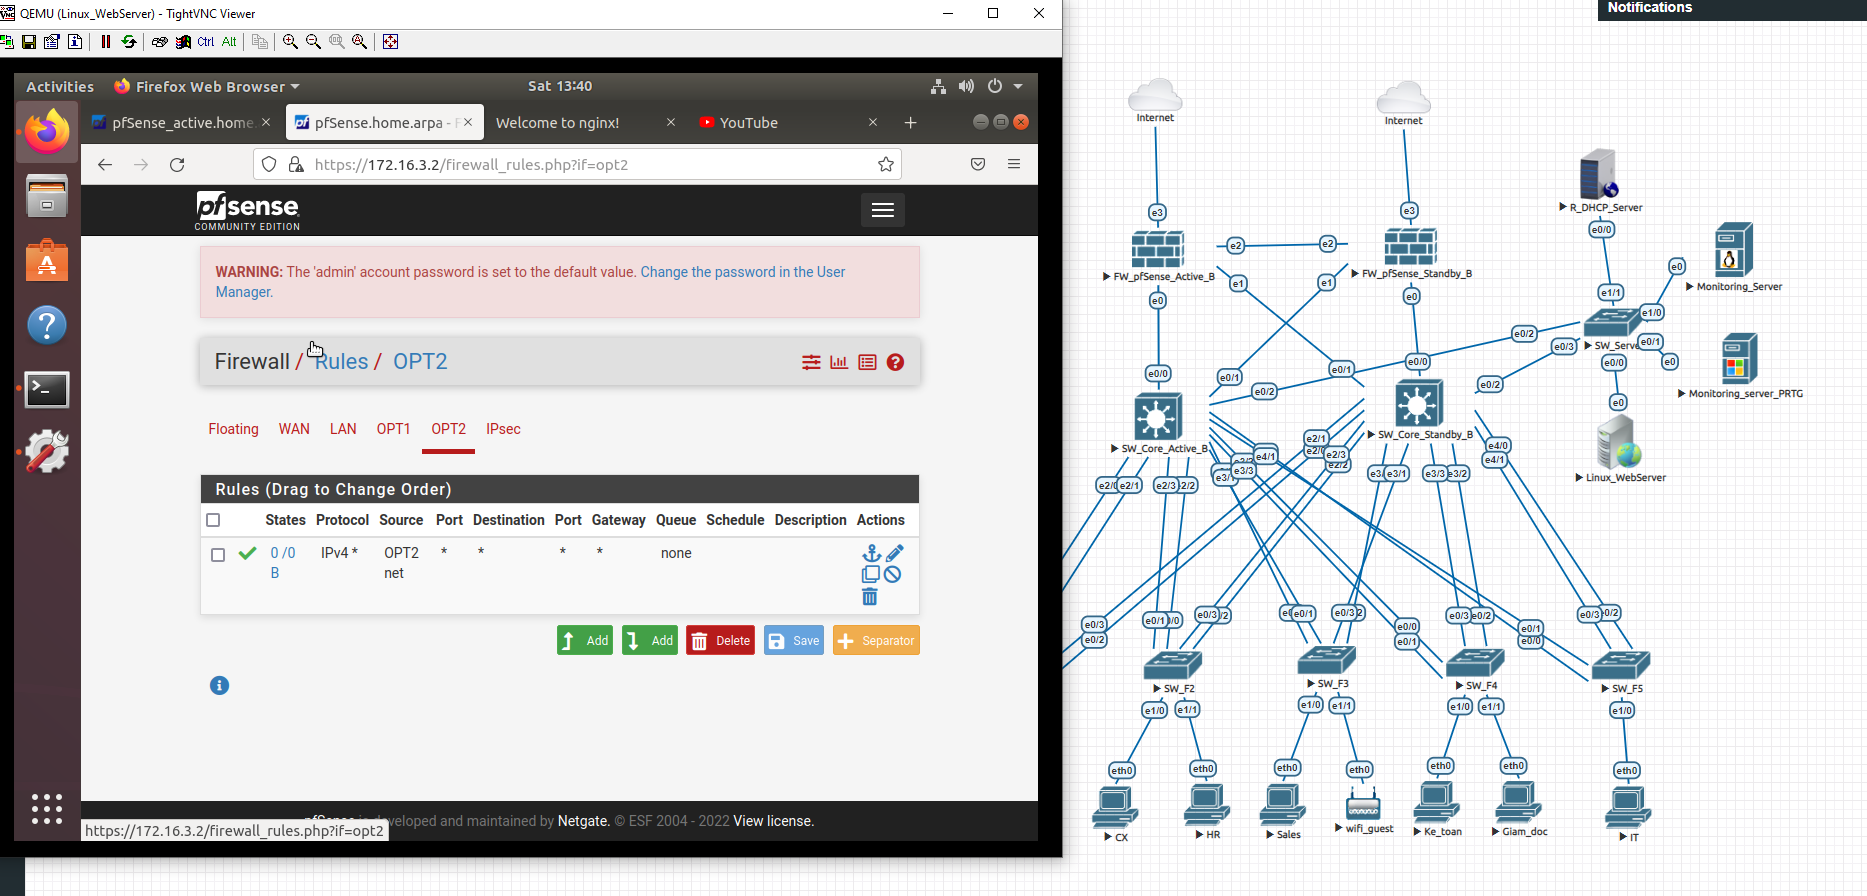 QEMU (Linux_WebServer) - TightVNC Viewer
Ctrl Alt
Activities Firefox Web Browser Sat 13:40
pfSense_active.home. pfSense.home.arpa - F Welcome to nginx! YouTube
https://172.16.3.2/firewall_rules.php?if=opt2
pfsense
COMMUNITY EDITION
WARNING: The 'admin' account password is set to the default value. Change the password in the User
Manager.
Firewall / Rules / OPT2
Floating WAN LAN OPT1 OPT2 IPsec
Rules (Drag to Change Order)
States Protocol Source Port Destination Port Gateway Queue Schedule Description Actions
0 /0 IPv4 * OPT2 * * * * none
B net
Add Add Delete Save Separator
is developed and maintained by Netgate. © ESF 2004 - 2022 View license.
https://172.16.3.2/firewall_rules.php?if=opt2
Notifications
Internet
Internet
R_DHCP_Server
e3
e3
e0/0
e2
e2
FW_pfSense_Active_B
FW_pfSense_Standby_B
e0
Monitoring_Server
e1
e1
e0
e0
e1/1
e1/0
e0/2
SW_Serve
e0/3
e0/1
e0
e0/0
e0/0
e0/1
e0/0
e0/1
e0/2
e0/2
Monitoring_server_PRTG
e0
SW_Core_Active_B
SW_Core_Standby_B
Linux_WebServer
e2/1
e2/3
e2/2
e4/1
e3/3
e4/0
e4/1
e2/1
e2/3
2/2
e3/1
e3/3
e3/2
e0/3
e0/2
e0/1
e0/3
e0/1
e0/3
e0/0
e0/1
e0/3
e0/1
e0/0
e0/3
SW_F2
SW_F3
SW_F4
SW_F5
e1/0
e1/1
e1/0
e1/1
e1/0
e1/1
e1/0
eth0
eth0
eth0
eth0
eth0
eth0
eth0
CX
HR
Sales
wifi_guest
Ke_toan
Giam_doc
IT